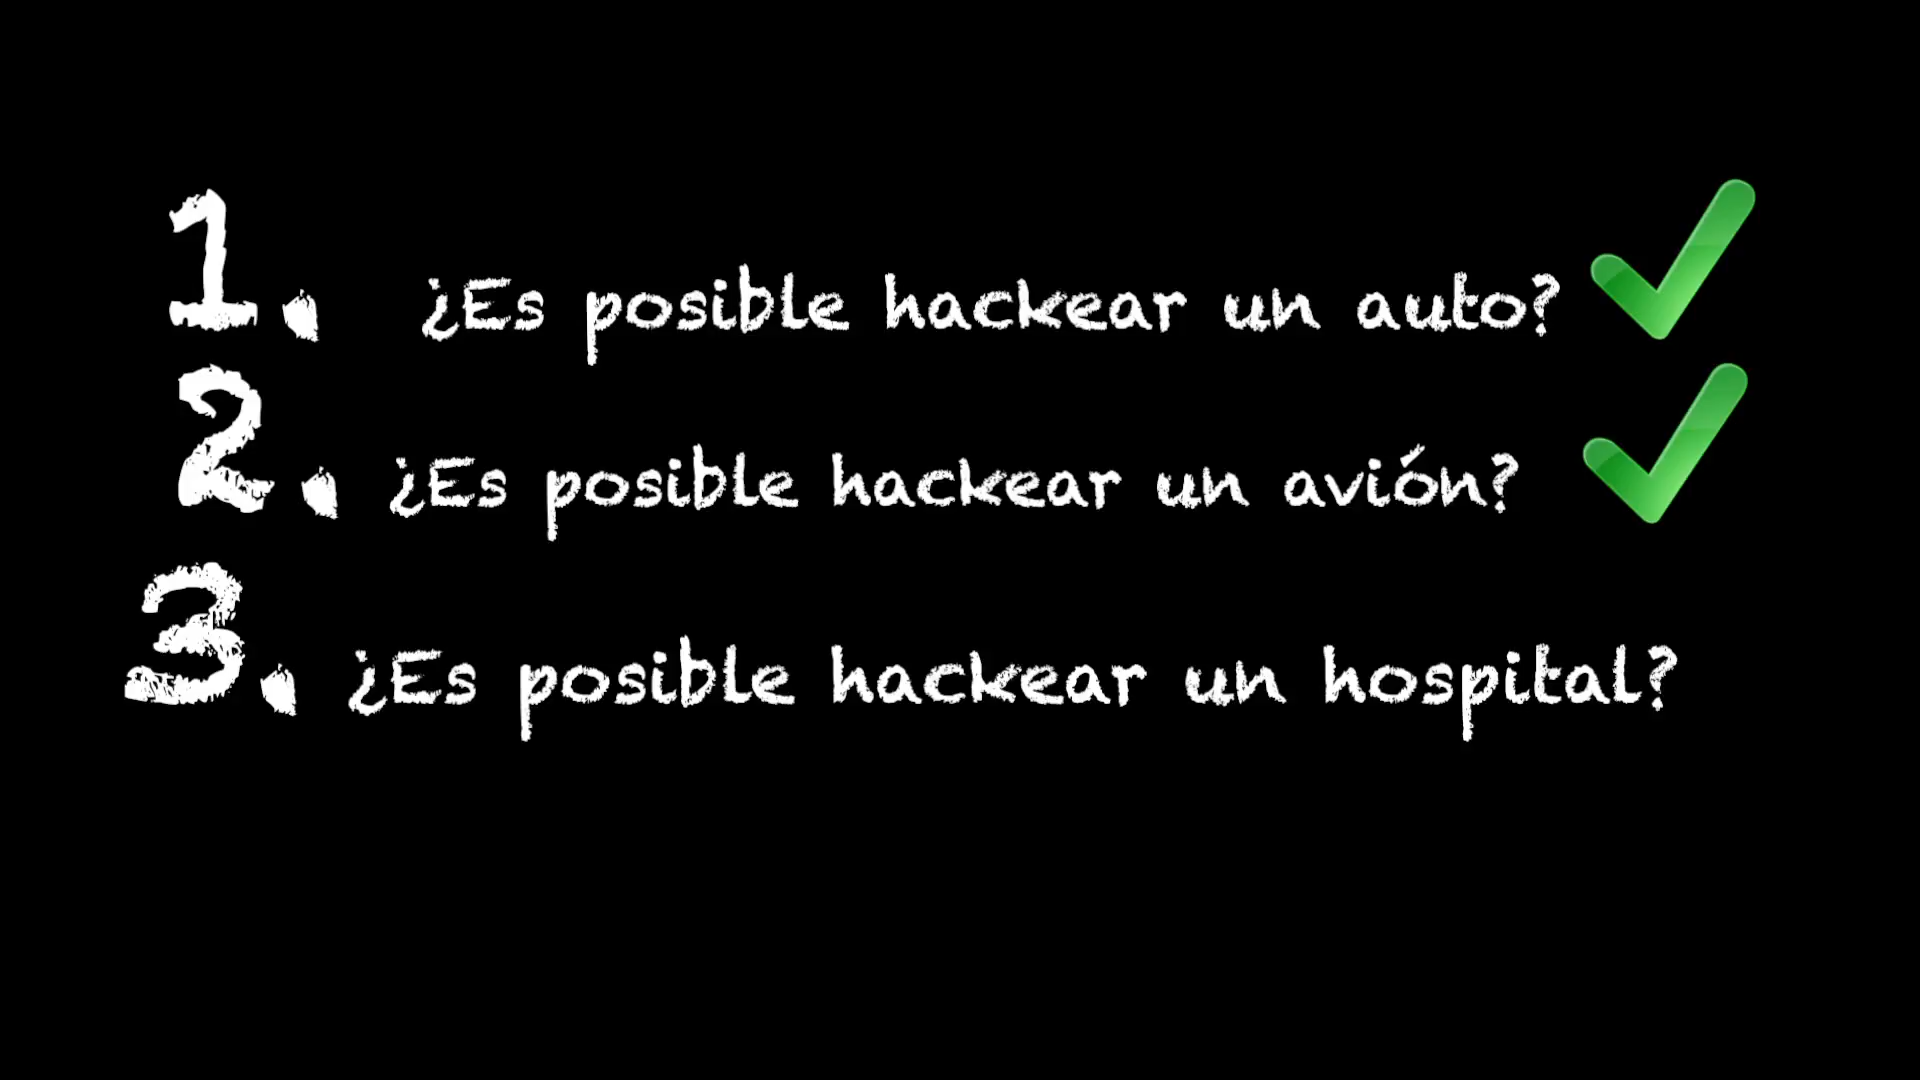 1. ¿Es posible hackear un auto?
2. ¿Es posible hackear un avión?
3. ¿Es posible hackear un hospital?